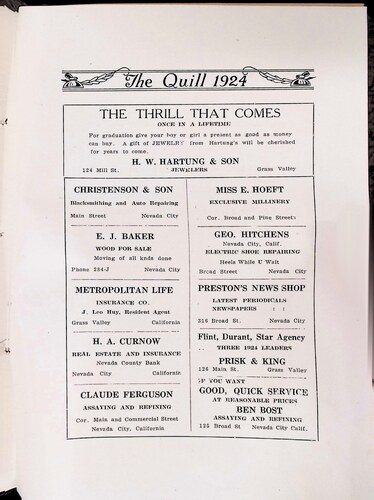 The Quill 1924
THE THRILL THAT COMES
ONCE IN A LIFETIME
For graduation give your boy or girl a present as good as money
can buy. A gift of JEWELRY from Hartung's will be cherished
for years to come.
H. W. HARTUNG & SON
124 Mill St. JEWELERS Grass Valley
CHRISTENSON & SON
Blacksmithing and Auto Repairing
Main Street Nevada City
E. J. BAKER
WOOD FOR SALE
Moving of all knds done
Phone 284-J Nevada City
METROPOLITAN LIFE
INSURANCE CO.
J. Leo Huy, Resident Agent
Grass Valley California
H. A. CURNOW
REAL ESTATE AND INSURANCE
Nevada County Bank
Nevada City California
CLAUDE FERGUSON
ASSAYING AND REFINING
Cor. Main and Commercial Street
Nevada City, California
MISS E. HOEFT
EXCLUSIVE MILLINERY
Cor. Broad and Pine Streets
GEO. HITCHENS
Nevada City, Calif.
ELECTRIC SHOE REPAIRING
Heels While U Wait
Broad Street Nevada City
PRESTON'S NEWS SHOP
LATEST PERIODICALS
NEWSPAPERS
316 Broad St. Nevada City
Flint, Durant, Star Agency
THREE 1924 LEADERS
PRISK & KING
136 Main St. Grass Valley
IF YOU WANT
GOOD, QUICK SERVICE
AT REASONABLE PRICES
BEN BOST
ASSAYING AND REFINING
135 Broad St Nevada City Calif.